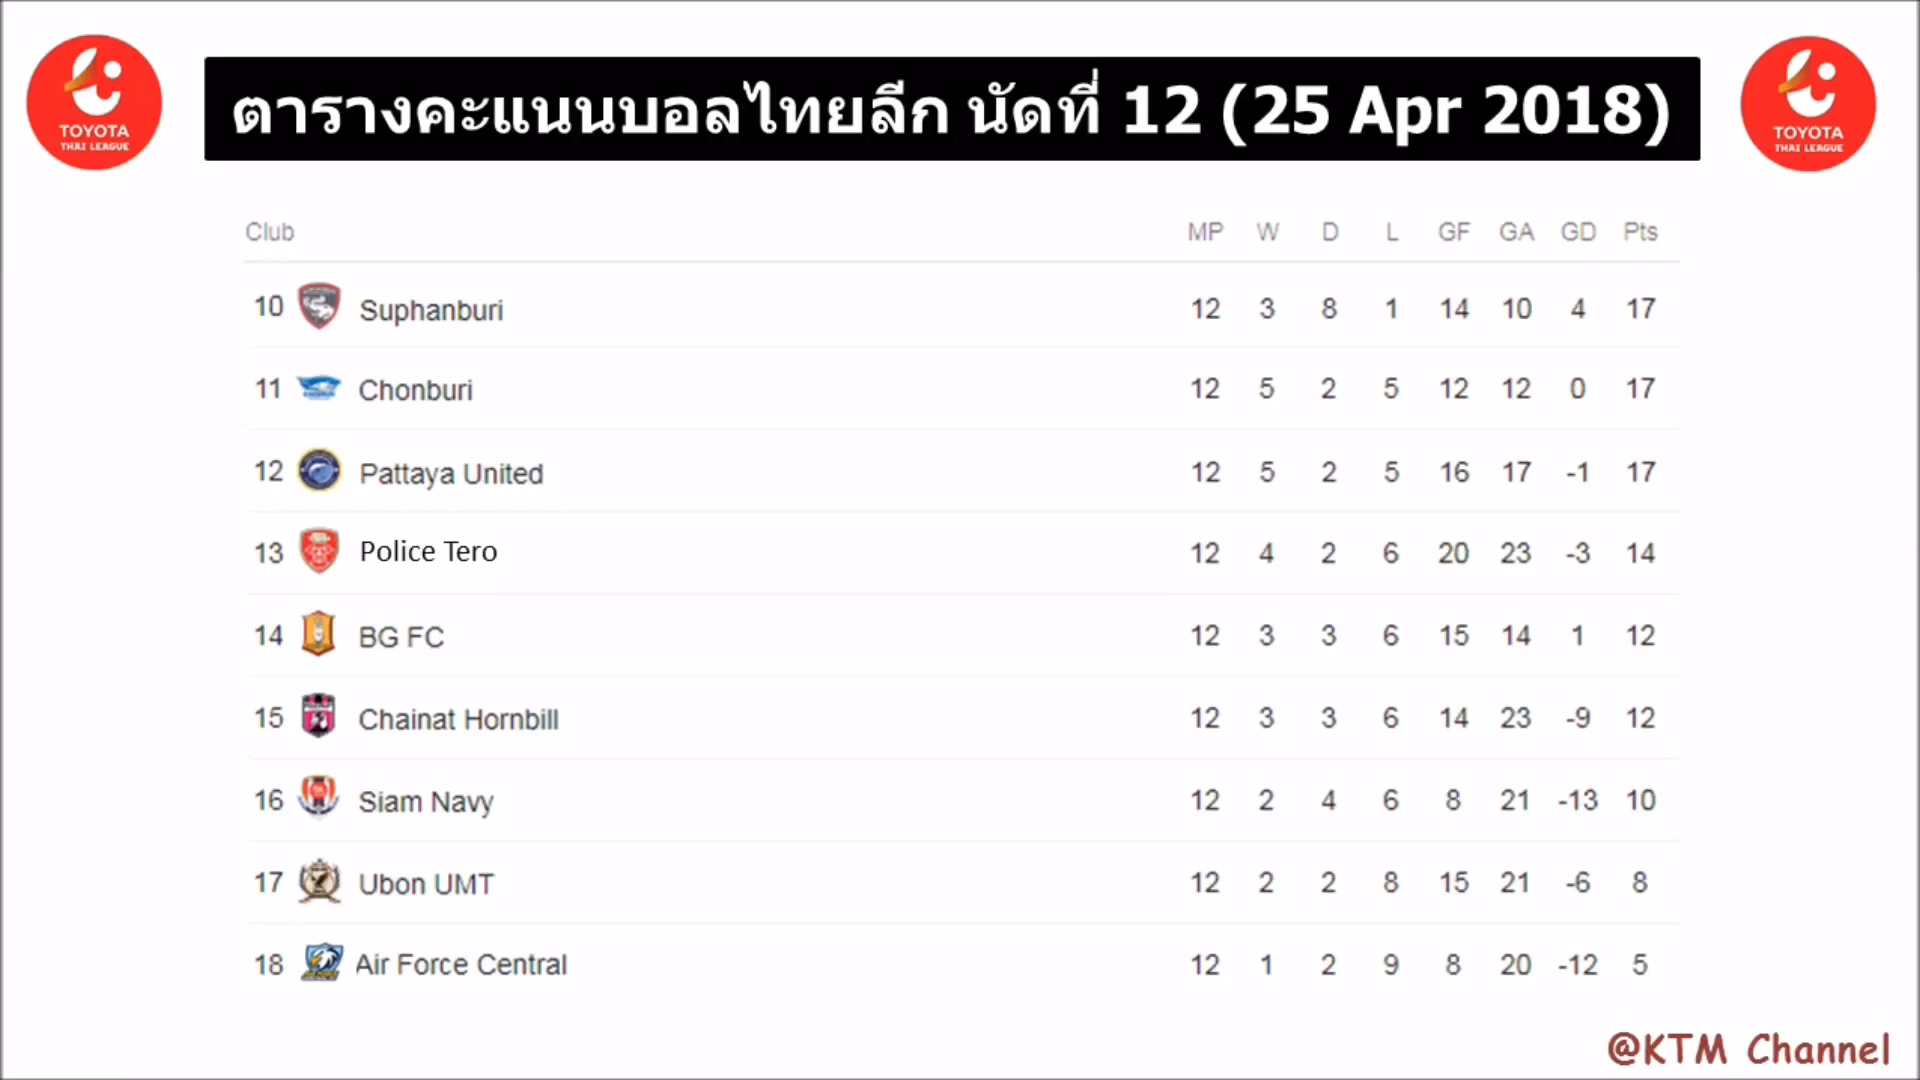 ตารางคะแนนบอลไทยลีก นัดที่ 12 (25 Apr 2018)
TOYOTA
THAI LEAGUE
TOYOTA
THAI LEAGUE
Club MP W D L GF GA GD Pts
10 Suphanburi 12 3 8 1 14 10 4 17
11 Chonburi 12 5 2 5 12 12 0 17
12 Pattaya United 12 5 2 5 16 17 -1 17
13 Police Tero 12 4 2 6 20 23 -3 14
14 BG FC 12 3 3 6 15 14 1 12
15 Chainat Hornbill 12 3 3 6 14 23 -9 12
16 Siam Navy 12 2 4 6 8 21 -13 10
17 Ubon UMT 12 2 2 8 15 21 -6 8
18 Air Force Central 12 1 2 9 8 20 -12 5
@KTM Channel